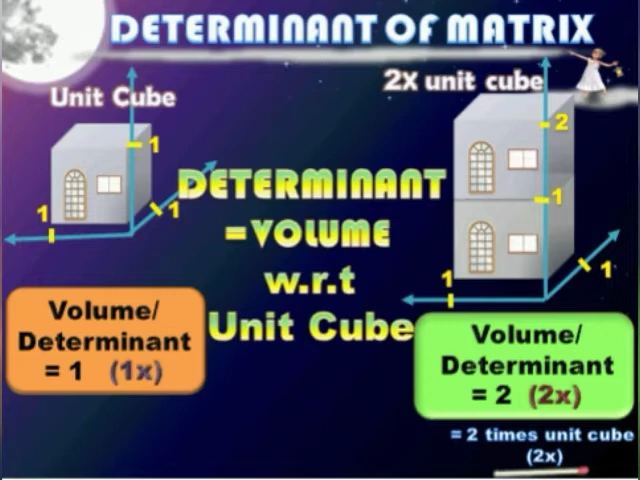 DETERMINANT OF MATRIX
Unit Cube
2X unit cube
1
1
1
2
1
1
1
DETERMINANT
=VOLUME
w.r.t
Unit Cube
Volume/
Determinant
= 1 (1x)
Volume/
Determinant
= 2 (2x)
= 2 times unit cube
(2x)